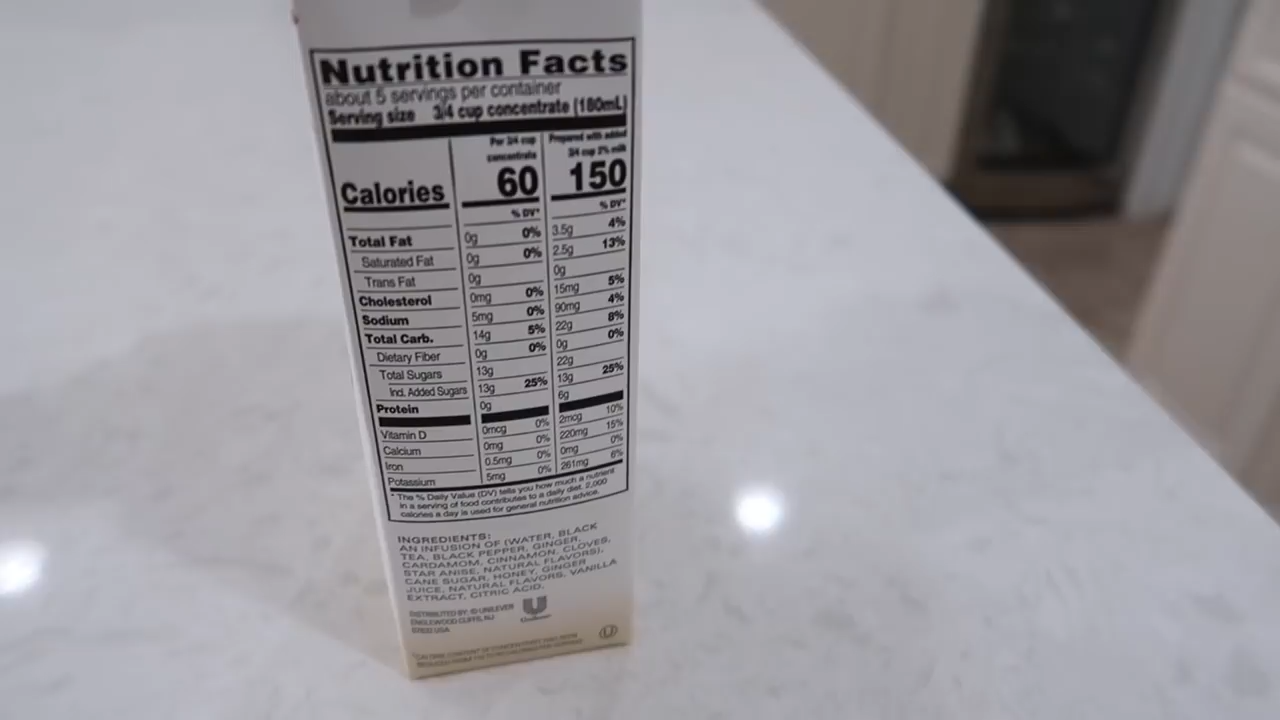 Nutrition Facts
about 5 servings per container
Serving size 3/4 cup concentrate (180mL)
Per 3/4 cup concentrate
Prepared with added 3/4 cup 2% milk
Calories 60 150
% DV* % DV*
Total Fat 0g 0% 3.5g 4%
Saturated Fat 0g 0% 2.5g 13%
Trans Fat 0g 0g
Cholesterol 0mg 0% 15mg 5%
Sodium 5mg 0% 90mg 4%
Total Carb. 14g 5% 22g 8%
Dietary Fiber 0g 0% 0g 0%
Total Sugars 13g 22g
Incl. Added Sugars 13g 25% 13g 25%
Protein 0g 6g
Vitamin D 0mcg 0% 2mcg 10%
Calcium 0mg 0% 220mg 15%
Iron 0.5mg 0% 0mg 0%
Potassium 5mg 0% 261mg 6%
* The % Daily Value (DV) tells you how much a nutrient
in a serving of food contributes to a daily diet. 2,000
calories a day is used for general nutrition advice.
INGREDIENTS:
AN INFUSION OF (WATER, BLACK
TEA, BLACK PEPPER, GINGER,
CARDAMOM, CINNAMON, CLOVES,
STAR ANISE, NATURAL FLAVORS),
CANE SUGAR, HONEY, GINGER
JUICE, NATURAL FLAVORS, VANILLA
EXTRACT, CITRIC ACID.
DISTRIBUTED BY: © UNILEVER
ENGLEWOOD CLIFFS, NJ
07632 USA
Unilever
U